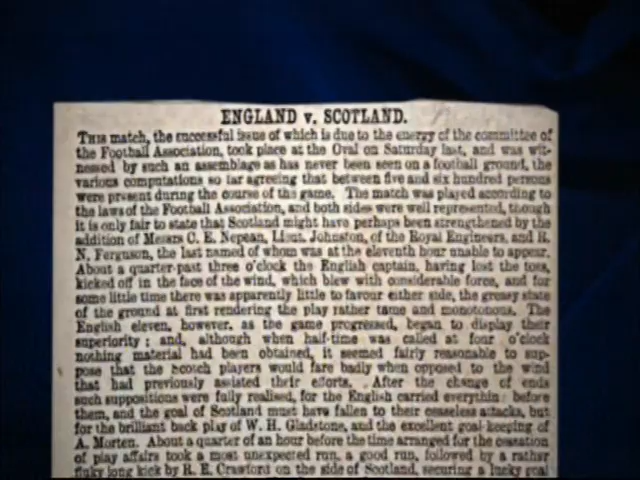 ENGLAND v. SCOTLAND.
THIS match, the successful issue of which is due to the energy of the committee of
the Football Association, took place at the Oval on Saturday last, and was wit-
nessed by such an assemblage as has never been seen on a football ground, the
various computations so far agreeing that between five and six hundred persons
were present during the course of the game. The match was played according to
the laws of the Football Association, and both sides were well represented, though
it is only fair to state that Scotland might have perhaps been strengthened by the
addition of Messrs C. E. Nepean, Lieut. Johnston, of the Royal Engineers, and R.
N. Ferguson, the last named of whom was at the eleventh hour unable to appear.
About a quarter-past three o'clock the English captain, having lost the toss,
kicked off in the face of the wind, which blew with considerable force, and for
some little time there was apparently little to favour either side, the greasy state
of the ground at first rendering the play rather tame and monotonous. The
English eleven, however, as the game progressed, began to display their
superiority; and, although when half-time was called at four o'clock
nothing material had been obtained, it seemed fairly reasonable to sup-
pose that the Scotch players would fare badly when opposed to the wind
that had previously assisted their efforts. After the change of ends
such suppositions were fully realised, for the English carried everything before
them, and the goal of Scotland must have fallen to their ceaseless attacks, but
for the brilliant back play of W. H. Gladstone, and the excellent goal-keeping of
A. Morten. About a quarter of an hour before the time arranged for the cessation
of play affairs took a most unexpected run, a good run, followed by a rather
fluky long kick by R. E. Crawford on the side of Scotland, securing a lucky goal